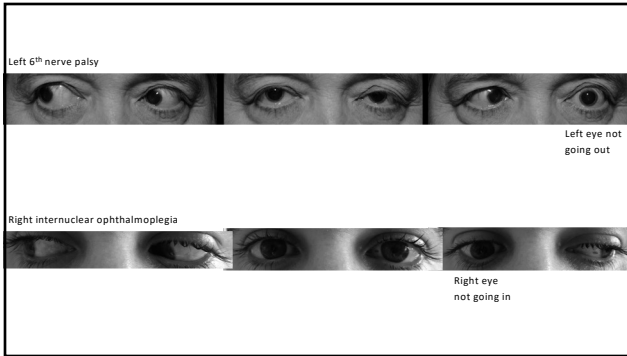 Left 6th nerve palsy
Left eye not
going out
Right internuclear ophthalmoplegia
Right eye
not going in